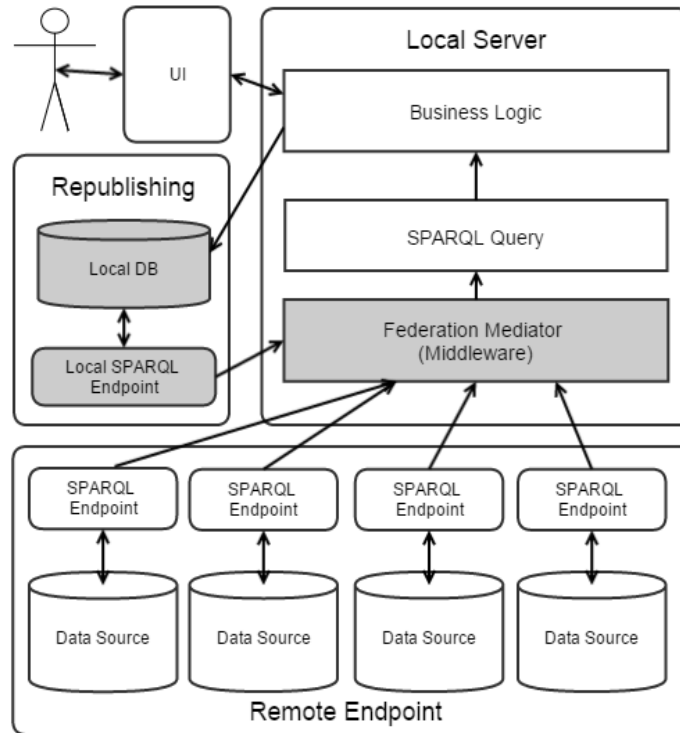 Local Server
UI
Business Logic
Republishing
Local DB
SPARQL Query
Local SPARQL
Endpoint
Federation Mediator
(Middleware)
SPARQL
Endpoint
SPARQL
Endpoint
SPARQL
Endpoint
SPARQL
Endpoint
Data Source
Data Source
Data Source
Data Source
Remote Endpoint